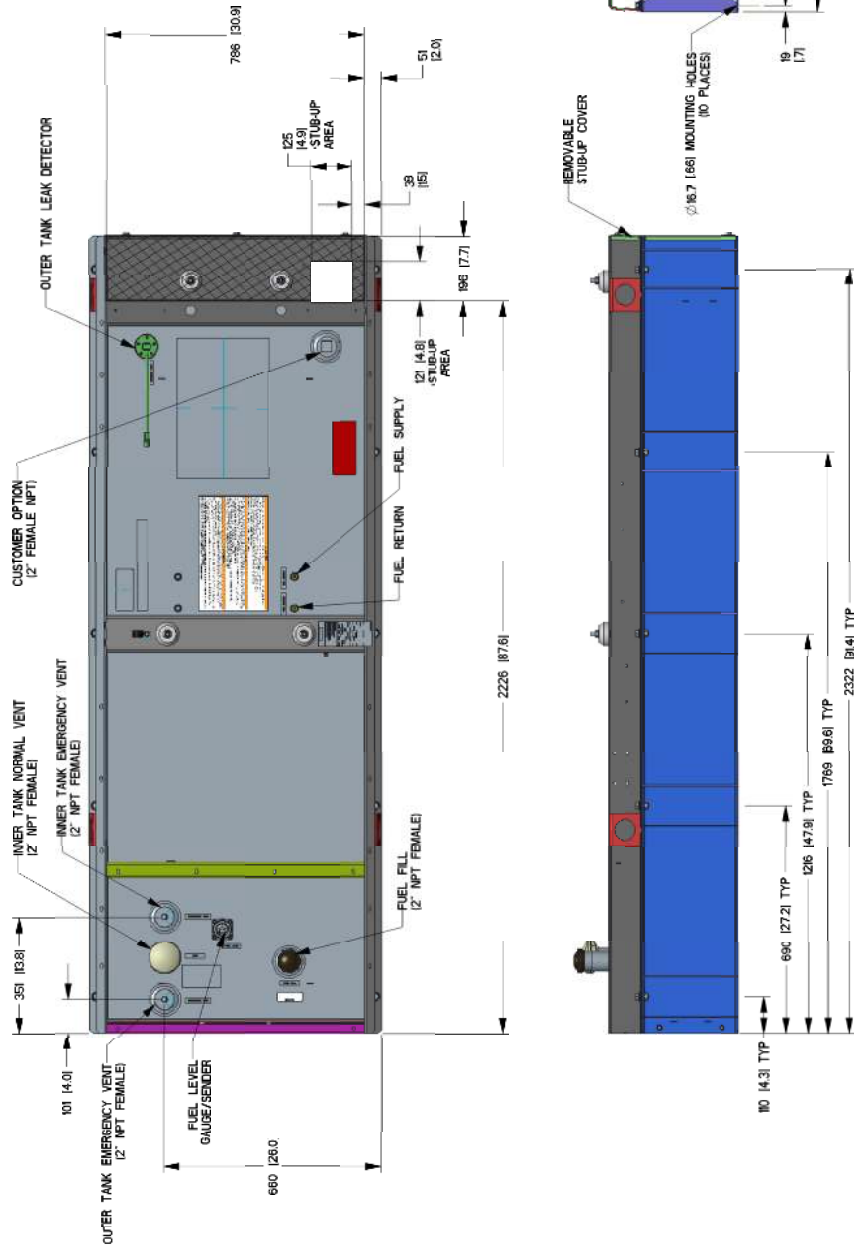 INNER TANK NORMAL VENT
(2" NPT FEMALE)
INNER TANK EMERGENCY VENT
(2" NPT FEMALE)
CUSTOMER OPTION
(2" FEMALE NPT)
OUTER TANK LEAK DETECTOR
351 [13.8]
101 [4.0]
OUTER TANK EMERGENCY VENT
(2" NPT FEMALE)
FUEL LEVEL
GAUGE/SENDER
660 [26.0
FUEL FILL
(2" NPT FEMALE)
FUEL RETURN
FUEL SUPPLY
2226 [87.6]
121 [4.8]
STUB-UP
AREA
196 [7.7]
39
[1.5]
125
[4.9]
STUB-UP
AREA
51
[2.0]
786 [30.9]
REMOVABLE
STUB-UP COVER
110 [4.3] TYP
690 [27.2] TYP
1216 [47.9] TYP
1769 [69.6] TYP
2322 [91.4] TYP
Ø16.7 [.66] MOUNTING HOLES
(10 PLACES)
19
[.7]